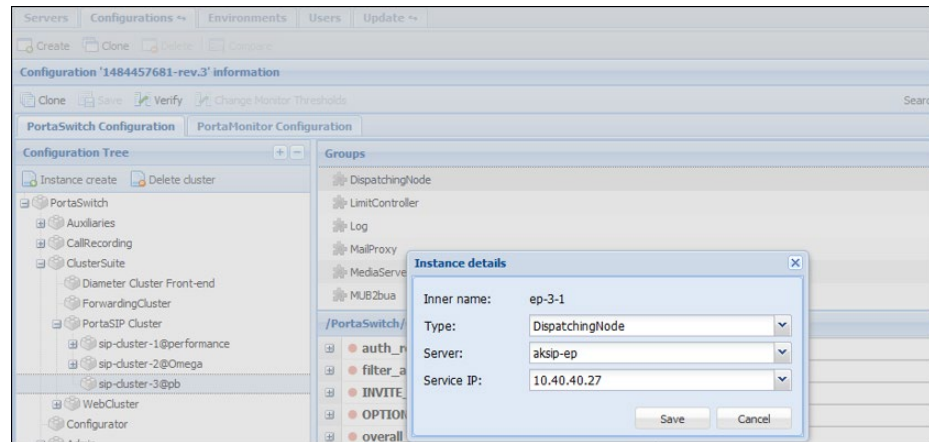 Servers Configurations Environments Users Update
Create Clone Delete Compare
Configuration '1484457681-rev.3' information
Clone Save Verify Change Monitor Thresholds Searc
PortaSwitch Configuration PortaMonitor Configuration
Configuration Tree
Groups
Instance create Delete cluster
DispatchingNode
PortaSwitch
LimitController
Auxiliaries
Log
CallRecording
MailProxy
ClusterSuite
MediaServe
Diameter Cluster Front-end
MUB2bua
ForwardingCluster
PortaSIP Cluster
/PortaSwitch/
sip-cluster-1@performance
auth_r
sip-cluster-2@Omega
filter_a
sip-cluster-3@pb
INVITE_
WebCluster
OPTION
Configurator
overall
Instance details
Inner name: ep-3-1
Type: DispatchingNode
Server: aksip-ep
Service IP: 10.40.40.27
Save Cancel